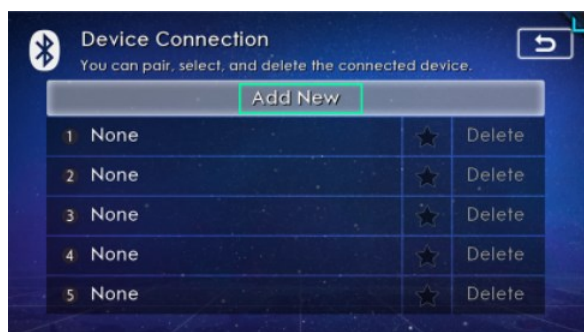 Device Connection
You can pair, select, and delete the connected device.
Add New
1 None Delete
2 None Delete
3 None Delete
4 None Delete
5 None Delete